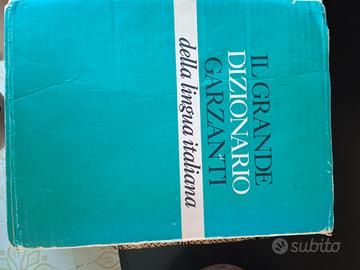 IL GRANDE
DIZIONARIO
GARZANTI
della lingua italiana
subito